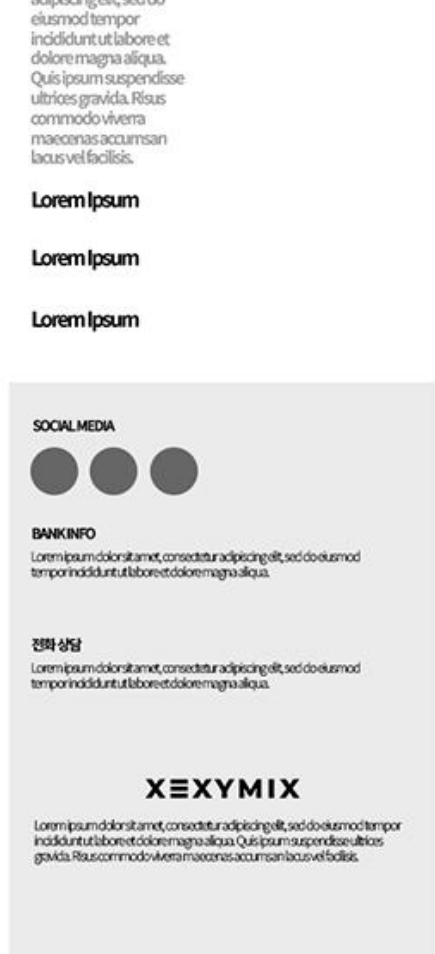 adipiscing elit, sed do
eiusmod tempor
incididunt ut labore et
dolore magna aliqua.
Quis ipsum suspendisse
ultrices gravida. Risus
commodo viverra
maecenas accumsan
lacus vel facilisis.
Lorem Ipsum
Lorem Ipsum
Lorem Ipsum
SOCIAL MEDIA
BANK INFO
Lorem ipsum dolor sit amet, consectetur adipiscing elit, sed do eiusmod
tempor incididunt ut labore et dolore magna aliqua.
전화 상담
Lorem ipsum dolor sit amet, consectetur adipiscing elit, sed do eiusmod
tempor incididunt ut labore et dolore magna aliqua.
XEXYMIX
Lorem ipsum dolor sit amet, consectetur adipiscing elit, sed do eiusmod tempor
incididunt ut labore et dolore magna aliqua. Quis ipsum suspendisse ultrices
gravida. Risus commodo viverra maecenas accumsan lacus vel facilisis.